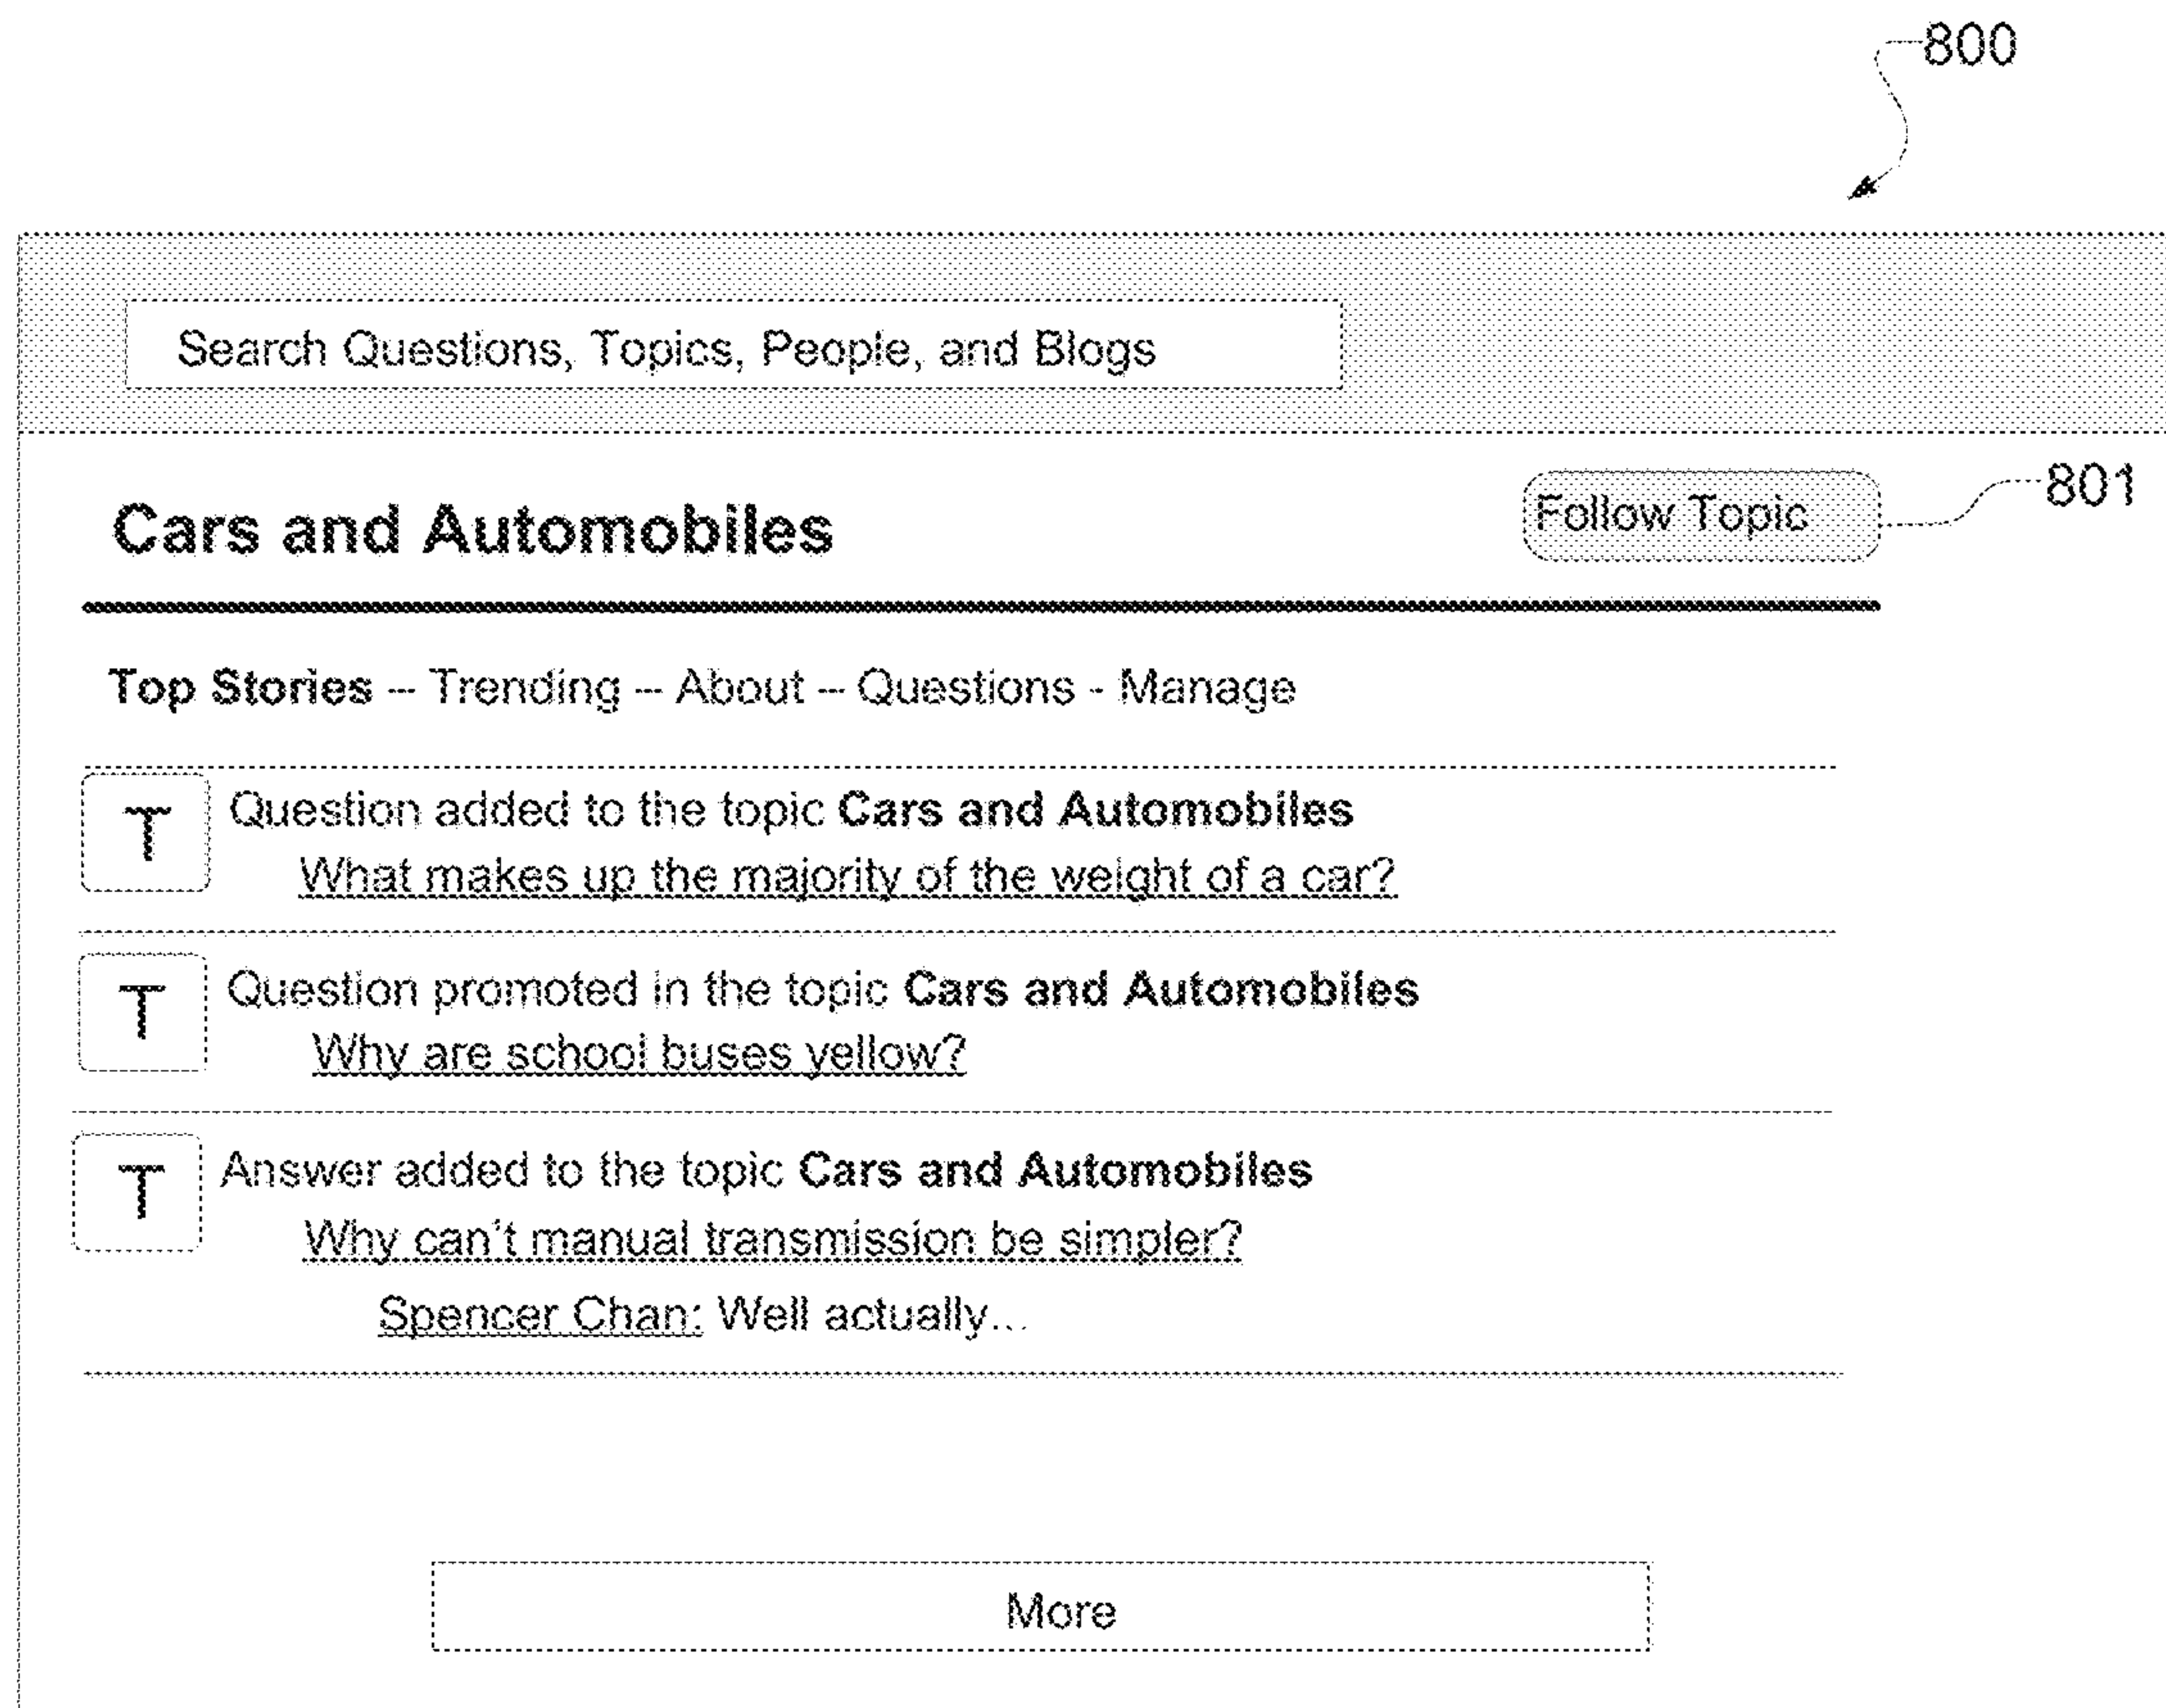 800
Search Questions, Topics, People, and Blogs
Cars and Automobiles
Follow Topic
801
Top Stories -- Trending -- About -- Questions - Manage
T
Question added to the topic Cars and Automobiles
What makes up the majority of the weight of a car?
T
Question promoted in the topic Cars and Automobiles
Why are school buses yellow?
T
Answer added to the topic Cars and Automobiles
Why can't manual transmission be simpler?
Spencer Chan: Well actually...
More